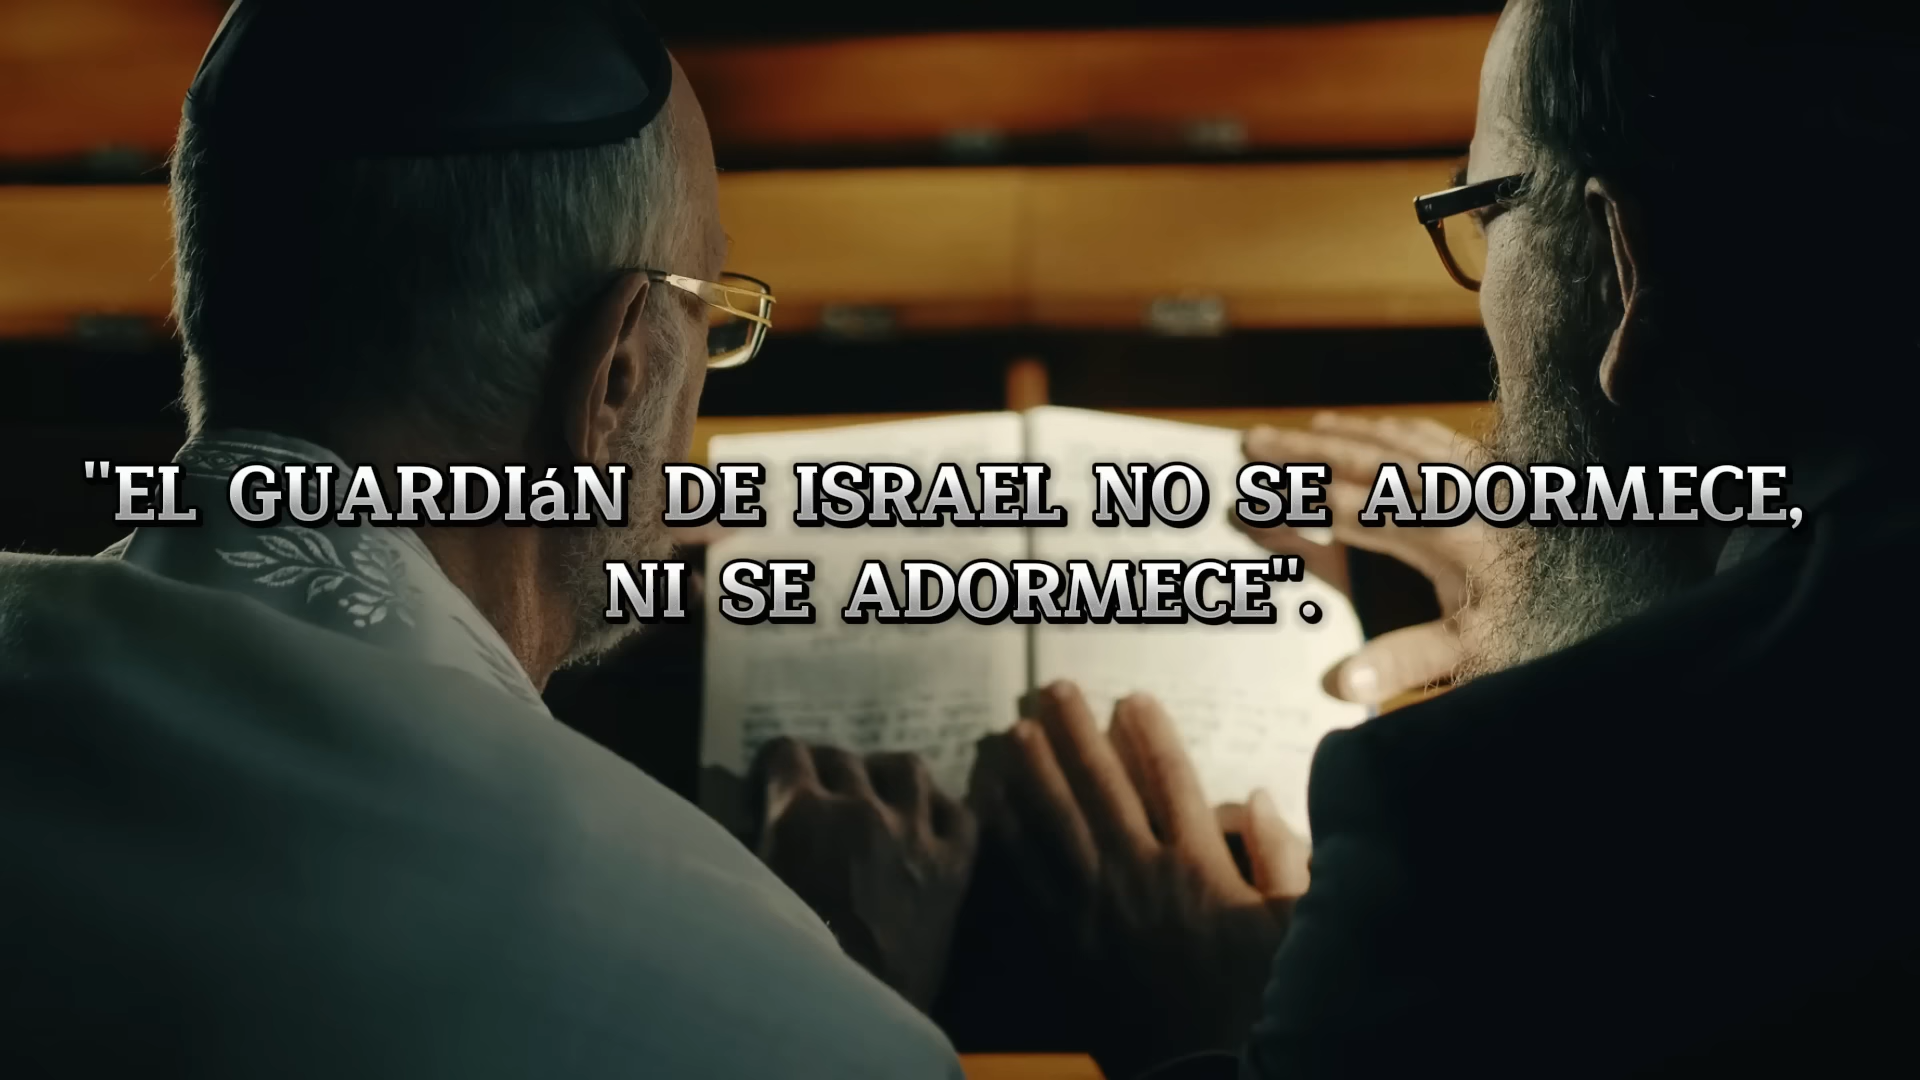 "EL GUARDIáN DE ISRAEL NO SE ADORMECE,
NI SE ADORMECE".